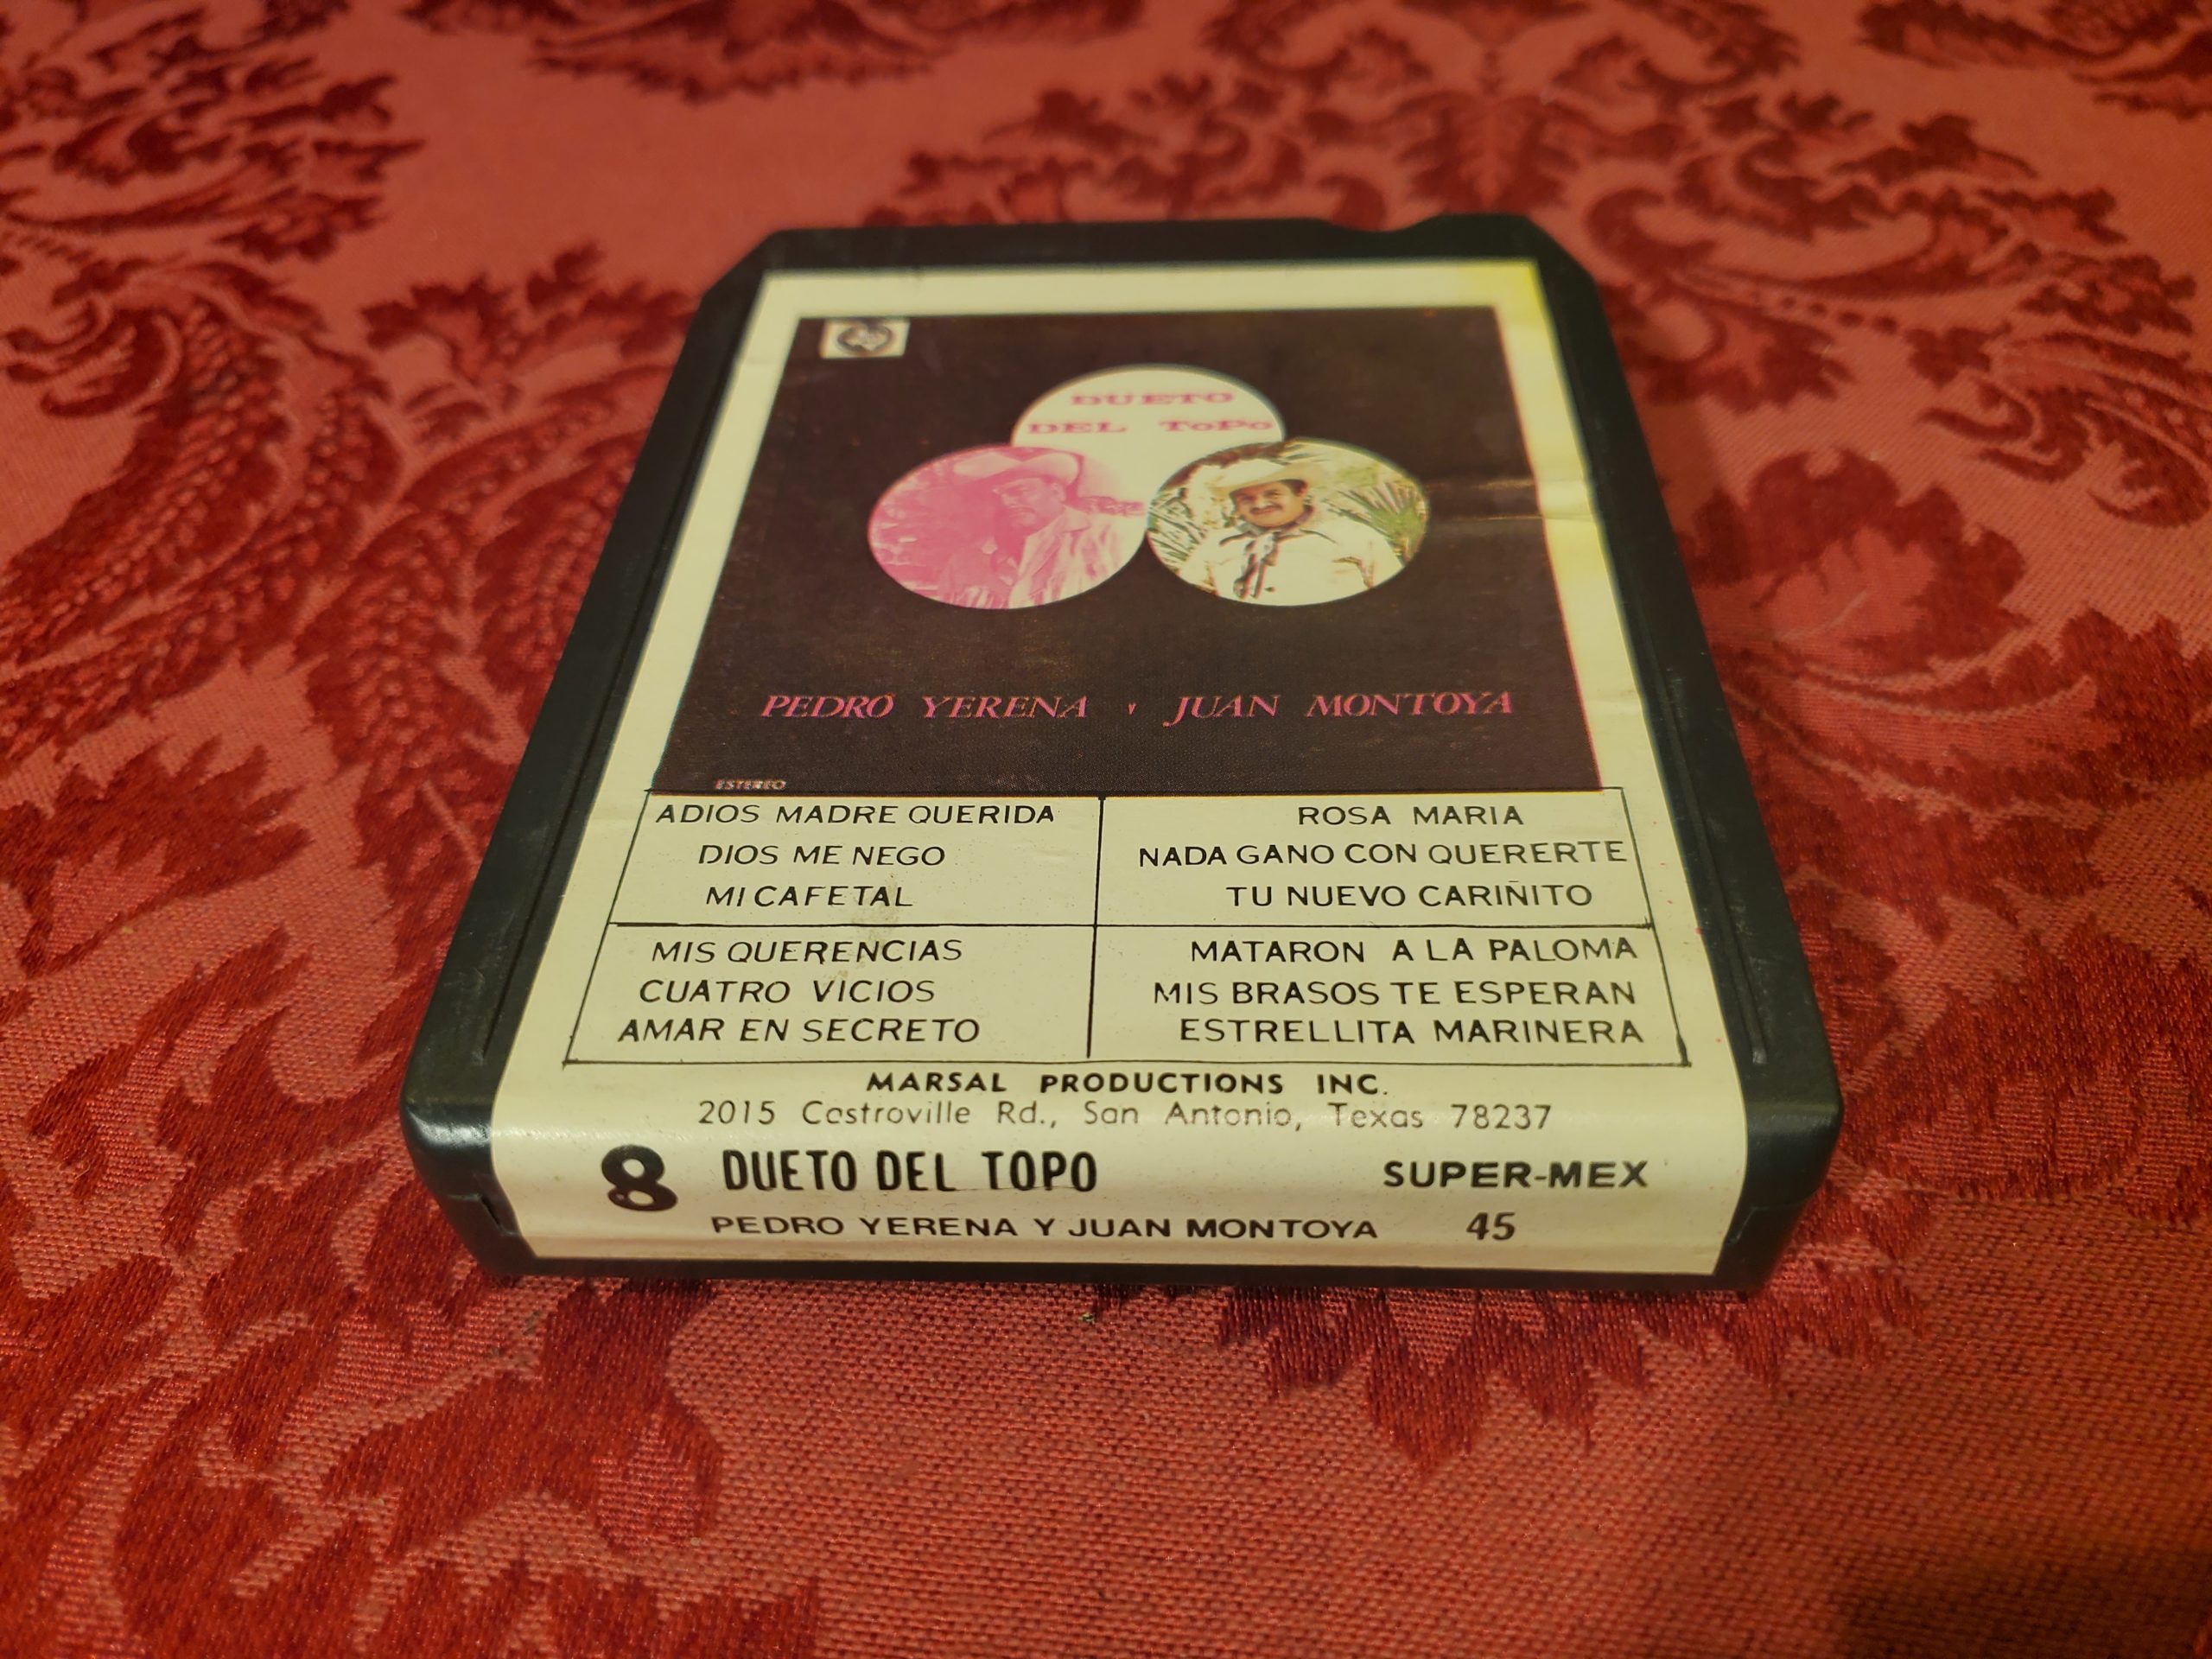 DUETO
DEL ToPo
PEDRO YERENA Y JUAN MONTOYA
ESTEREO
ADIOS MADRE QUERIDA
DIOS ME NEGO
MI CAFETAL
ROSA MARIA
NADA GANO CON QUERERTE
TU NUEVO CARIÑITO
MIS QUERENCIAS
CUATRO VICIOS
AMAR EN SECRETO
MATARON A LA PALOMA
MIS BRASOS TE ESPERAN
ESTRELLITA MARINERA
MARSAL PRODUCTIONS INC.
2015 Castroville Rd., San Antonio, Texas 78237
8 DUETO DEL TOPO SUPER-MEX
PEDRO YERENA Y JUAN MONTOYA 45